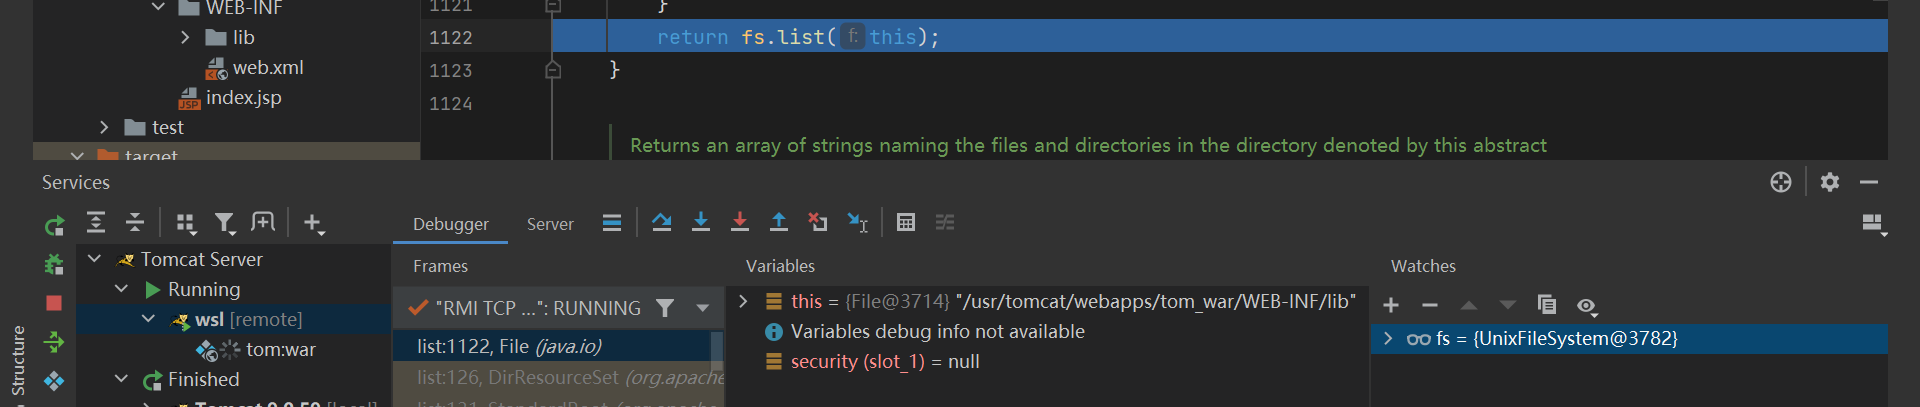 WEB-INF
lib
web.xml
index.jsp
test
target
1121 }
1122 return fs.list( f: this);
1123 }
1124
Returns an array of strings naming the files and directories in the directory denoted by this abstract
Services
Debugger Server
Tomcat Server
Running
wsl [remote]
tom:war
Finished
Structure
Frames
"RMI TCP ...": RUNNING
list:1122, File (java.io)
list:126, DirResourceSet (org.apache
Variables
this = {File@3714} "/usr/tomcat/webapps/tom_war/WEB-INF/lib"
Variables debug info not available
security (slot_1) = null
Watches
fs = {UnixFileSystem@3782}